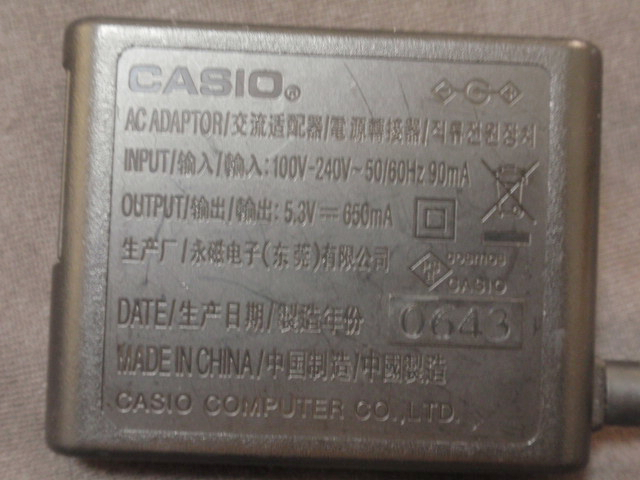 CASIO®
AC ADAPTOR/交流适配器/電源轉接器/직류전원장치
INPUT/输入/輸入: 100V-240V~50/60Hz 90mA
OUTPUT/输出/輸出: 5.3V⎓650mA
生产厂/永磁电子(东莞)有限公司
cosmos
CASIO
DATE/生产日期/製造年份 0643
MADE IN CHINA/中国制造/中國製造
CASIO COMPUTER CO.,LTD.